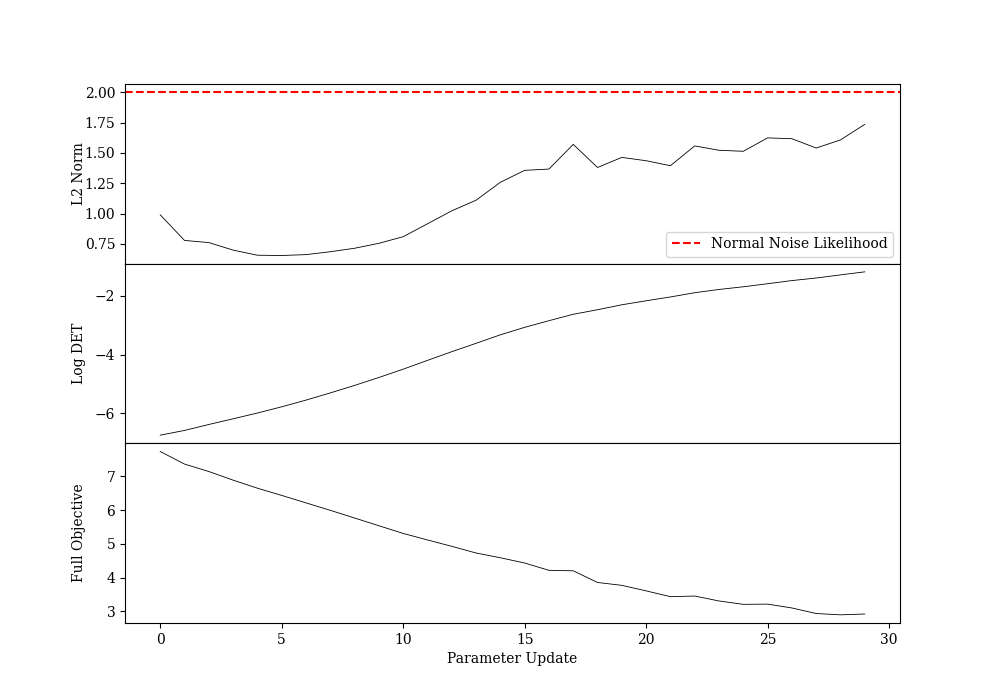 2.00
1.75
1.50
1.25
1.00
0.75
L2 Norm
Normal Noise Likelihood
−2
−4
−6
Log DET
7
6
5
4
3
Full Objective
0 5 10 15 20 25 30
Parameter Update